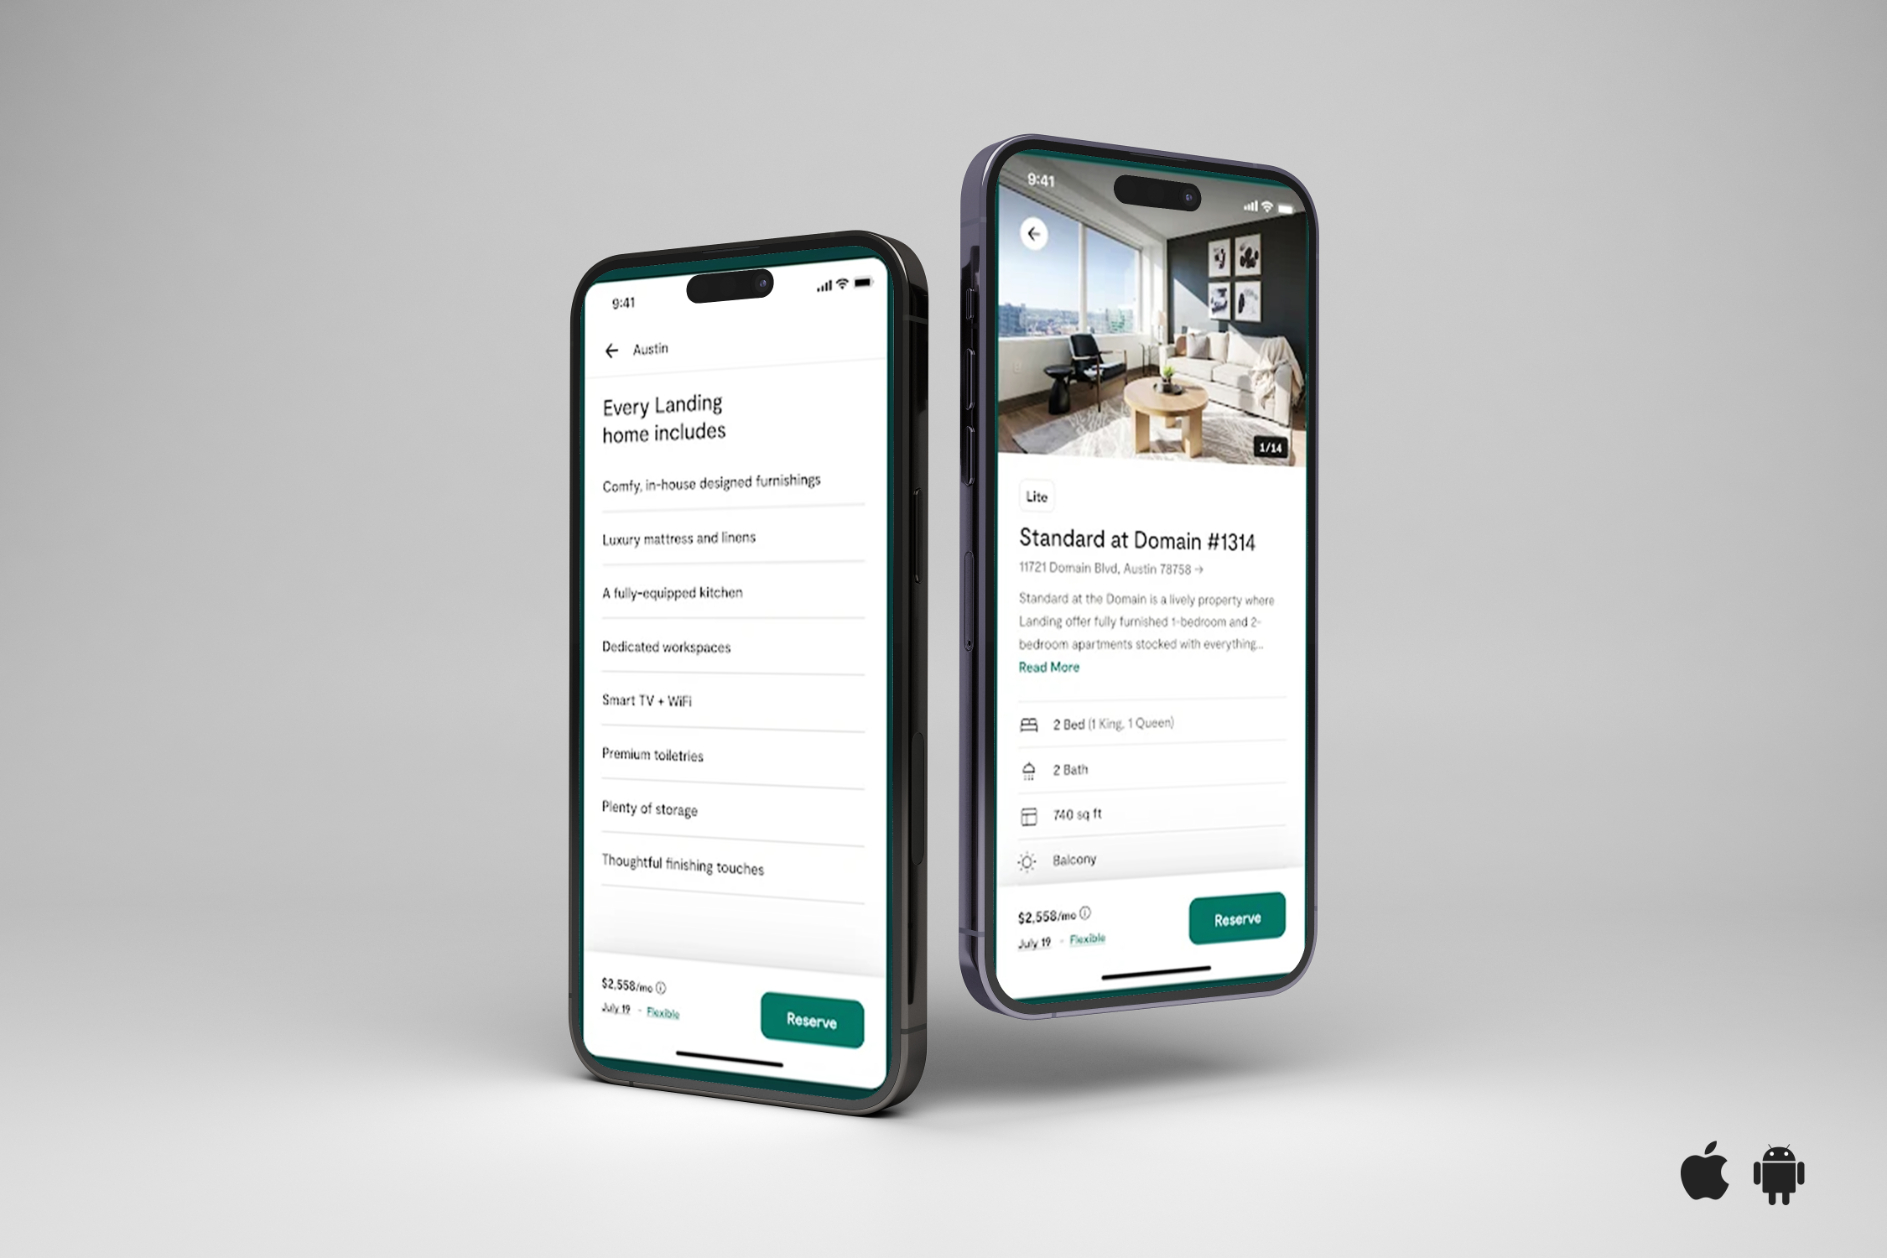 9:41
Austin
Every Landing
home includes
Comfy, in-house designed furnishings
Luxury mattress and linens
A fully-equipped kitchen
Dedicated workspaces
Smart TV + WiFi
Premium toiletries
Plenty of storage
Thoughtful finishing touches
$2,558/mo
July 19 - Flexible
Reserve
9:41
1/14
Lite
Standard at Domain #1314
11721 Domain Blvd, Austin 78758 →
Standard at the Domain is a lively property where
Landing offer fully furnished 1-bedroom and 2-
bedroom apartments stocked with everything...
Read More
2 Bed (1 King, 1 Queen)
2 Bath
740 sq ft
Balcony
$2,558/mo
July 19 - Flexible
Reserve